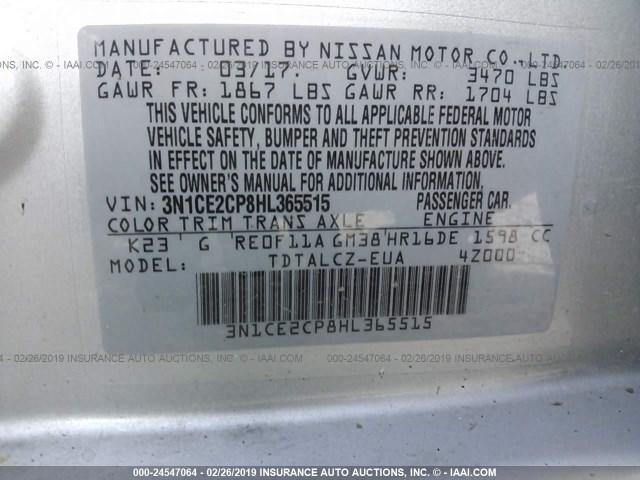 MANUFACTURED BY NISSAN MOTOR CO.,LTD.
DATE: 03/17. GVWR: 3470 LBS
GAWR FR: 1867 LBS GAWR RR: 1704 LBS
THIS VEHICLE CONFORMS TO ALL APPLICABLE FEDERAL MOTOR
VEHICLE SAFETY, BUMPER AND THEFT PREVENTION STANDARDS
IN EFFECT ON THE DATE OF MANUFACTURE SHOWN ABOVE.
SEE OWNER'S MANUAL FOR ADDITIONAL INFORMATION.
VIN: 3N1CE2CP8HL365515 PASSENGER CAR.
COLOR TRIM TRANS AXLE ENGINE
K23 G RE0F11A GM38 HR16DE 1598 CC
MODEL: TDTALCZ-EUA 4Z000
3N1CE2CP8HL365515
000-24547064 - 02/26/2019 INSURANCE AUTO AUCTIONS, INC. - © IAAI.COM